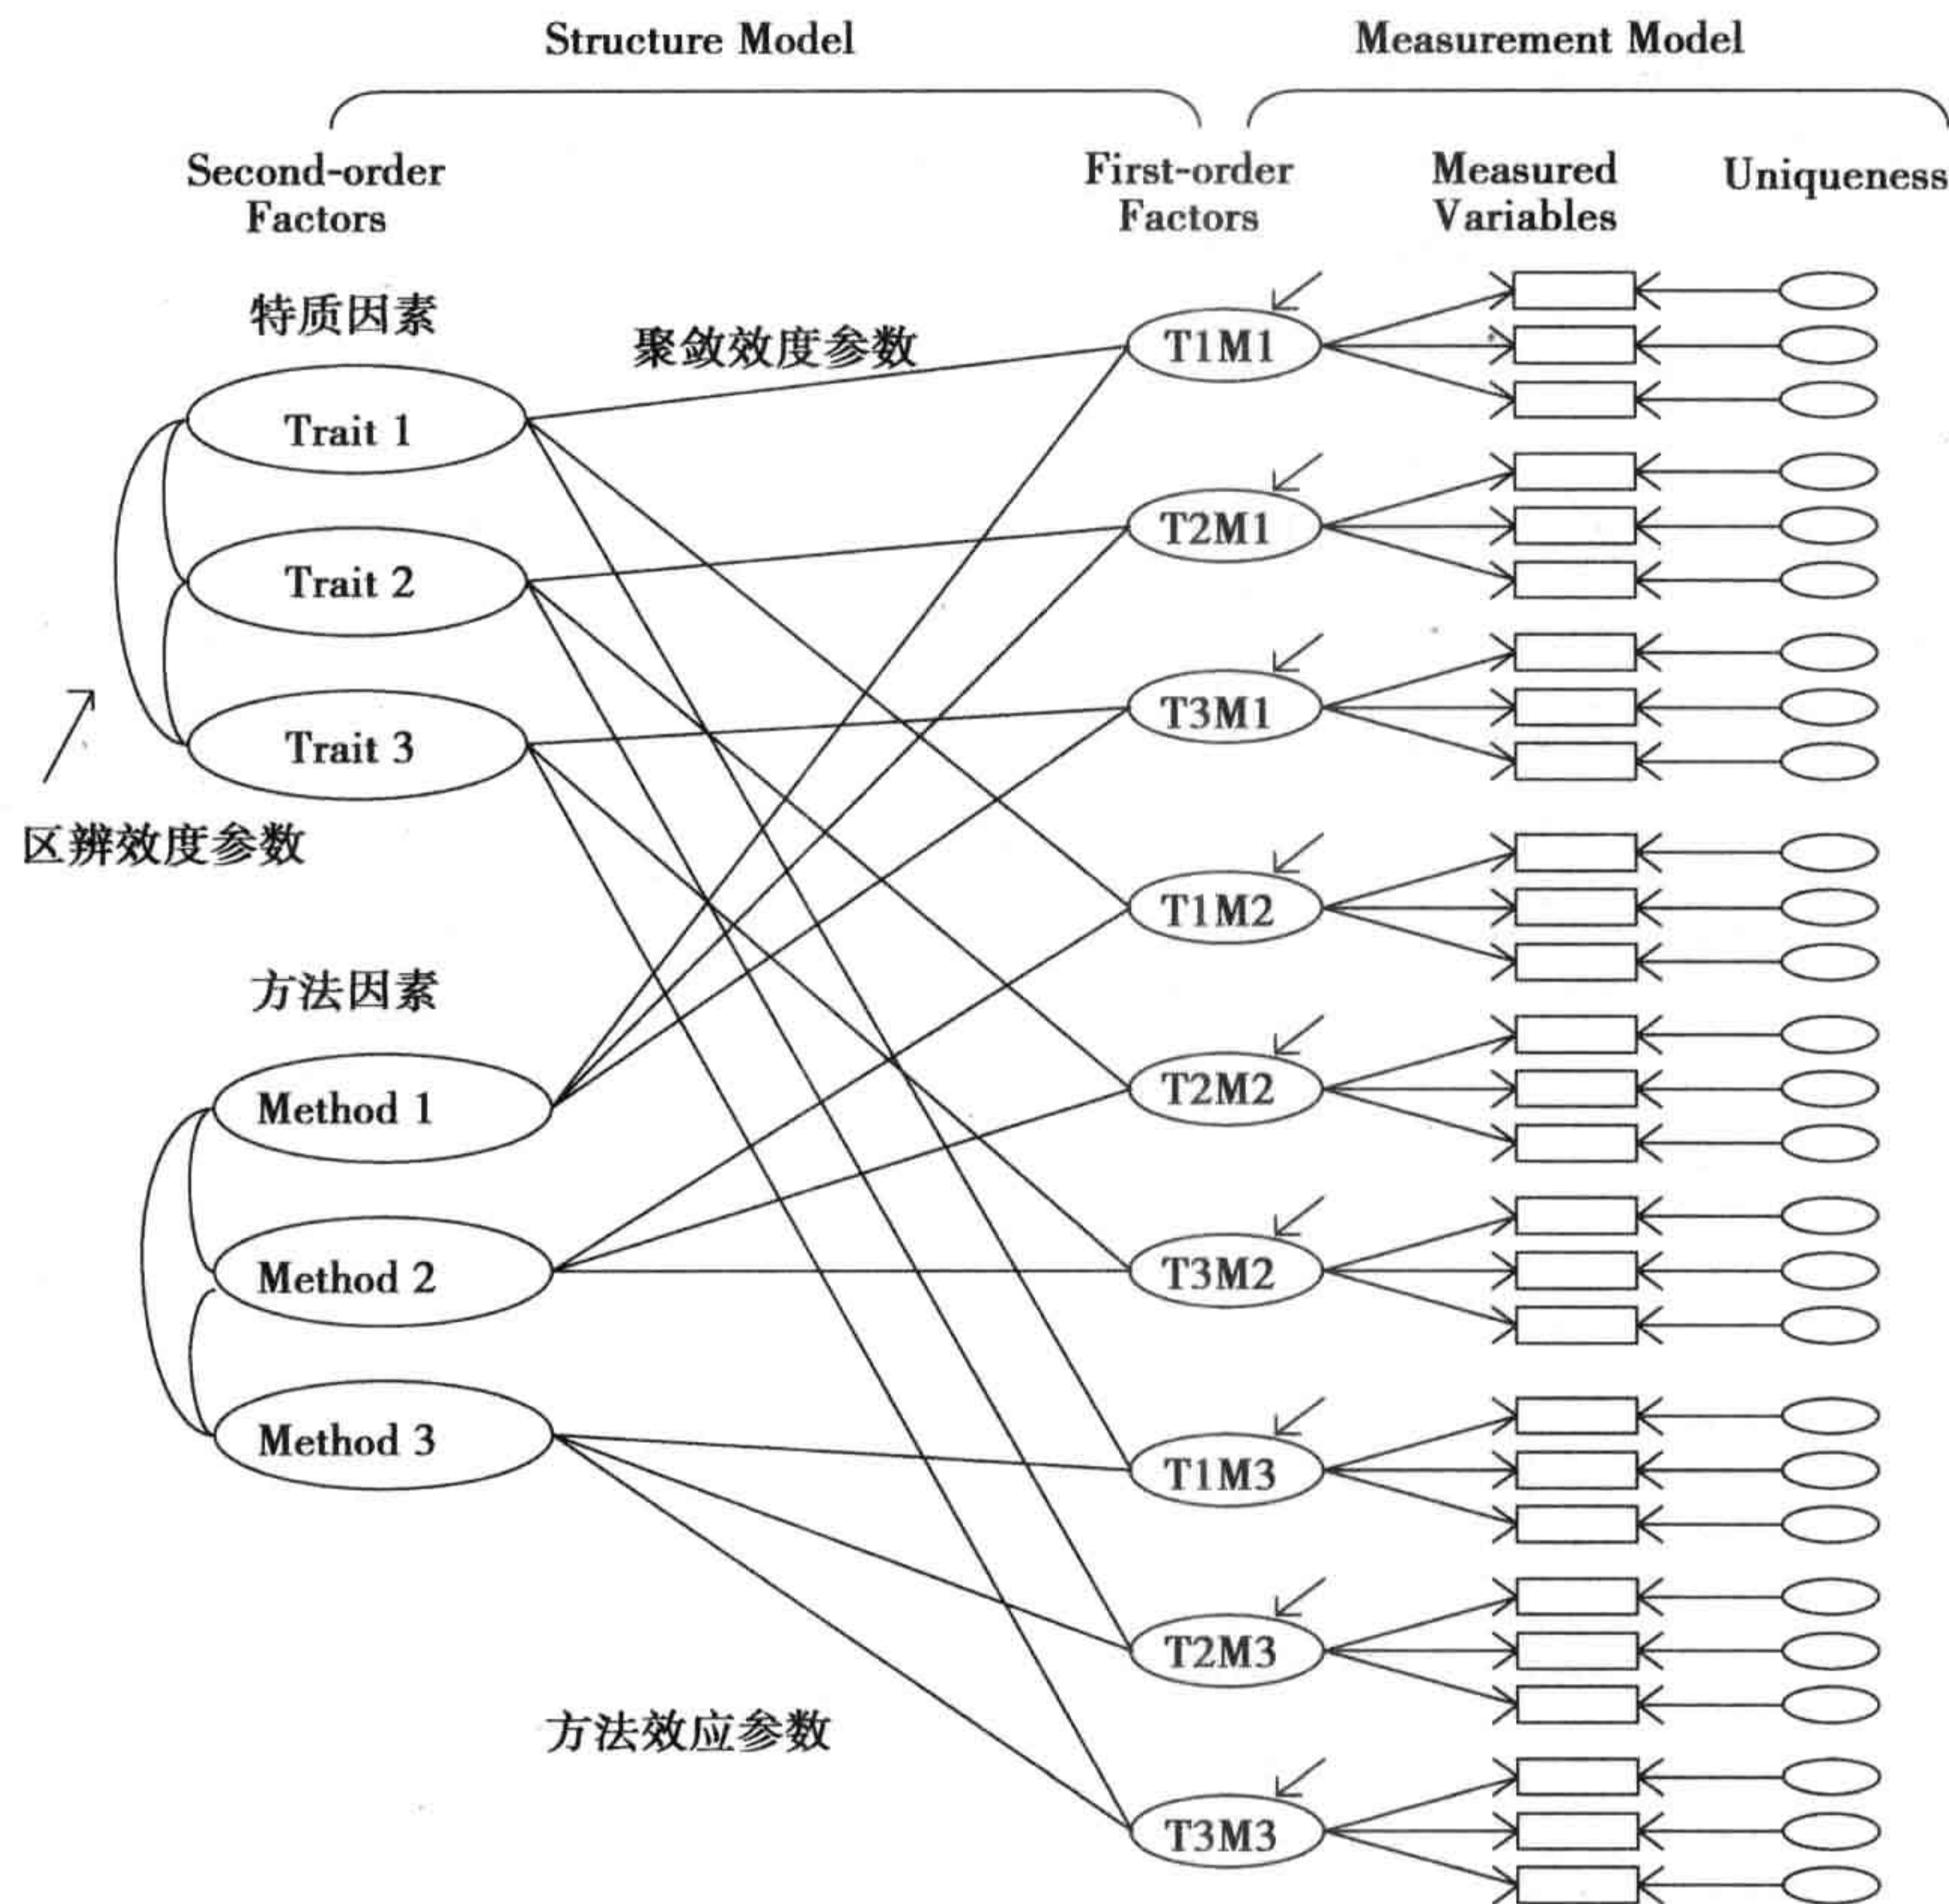 Structure Model
Measurement Model
Second-order
Factors
First-order
Factors
Measured
Variables
Uniqueness
特质因素
聚敛效度参数
Trait 1
Trait 2
Trait 3
区辨效度参数
方法因素
Method 1
Method 2
Method 3
方法效应参数
T1M1
T2M1
T3M1
T1M2
T2M2
T3M2
T1M3
T2M3
T3M3